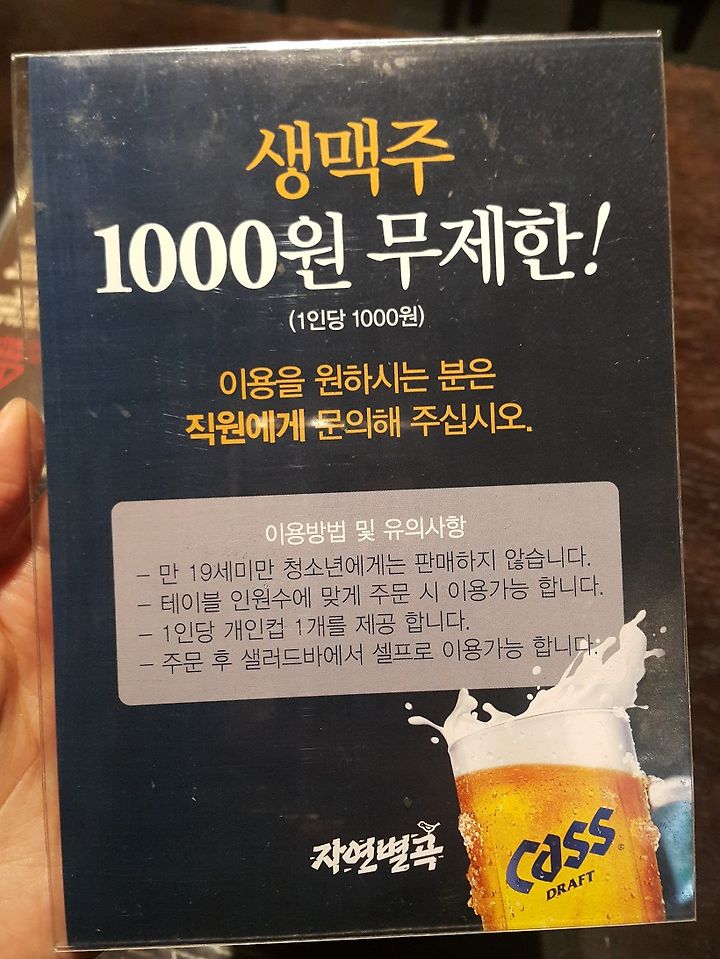 생맥주
1000원 무제한!
(1인당 1000원)
이용을 원하시는 분은
직원에게 문의해 주십시오.
이용방법 및 유의사항
- 만 19세미만 청소년에게는 판매하지 않습니다.
- 테이블 인원수에 맞게 주문 시 이용가능 합니다.
- 1인당 개인컵 1개를 제공 합니다.
- 주문 후 샐러드바에서 셀프로 이용가능 합니다.
자연별곡
Cass
DRAFT